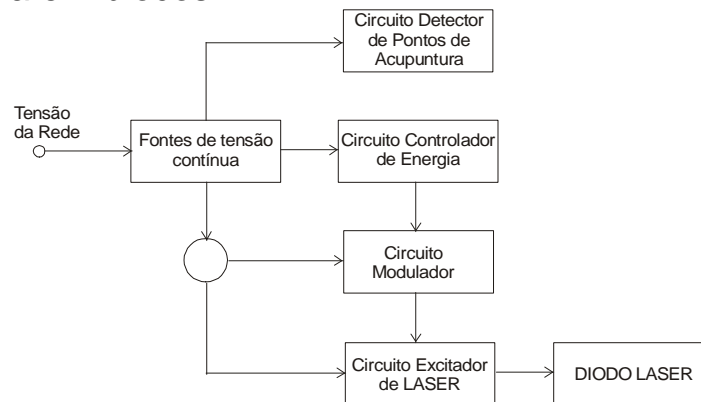 Circuito Detector
de Pontos de
Acupuntura
Tensão
da Rede
Fontes de tensão
contínua
Circuito Controlador
de Energia
Circuito
Modulador
Circuito Excitador
de LASER
DIODO LASER